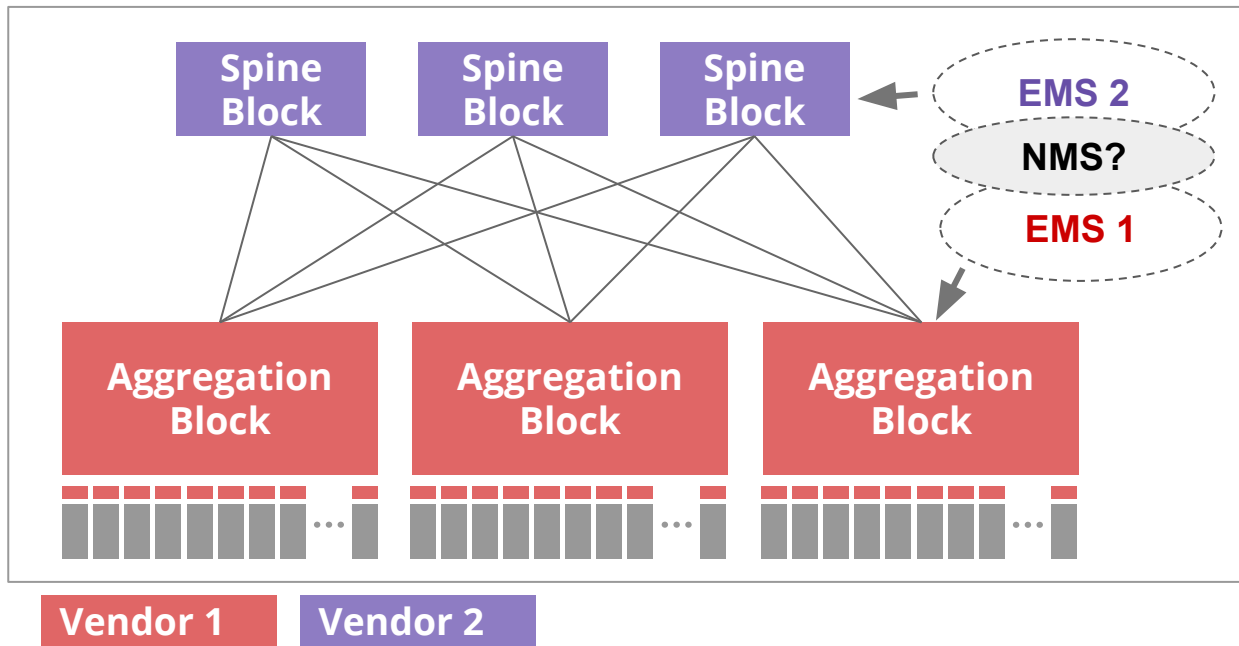 Spine
Block
Spine
Block
Spine
Block
EMS 2
NMS?
EMS 1
Aggregation
Block
Aggregation
Block
Aggregation
Block
...
...
...
Vendor 1
Vendor 2